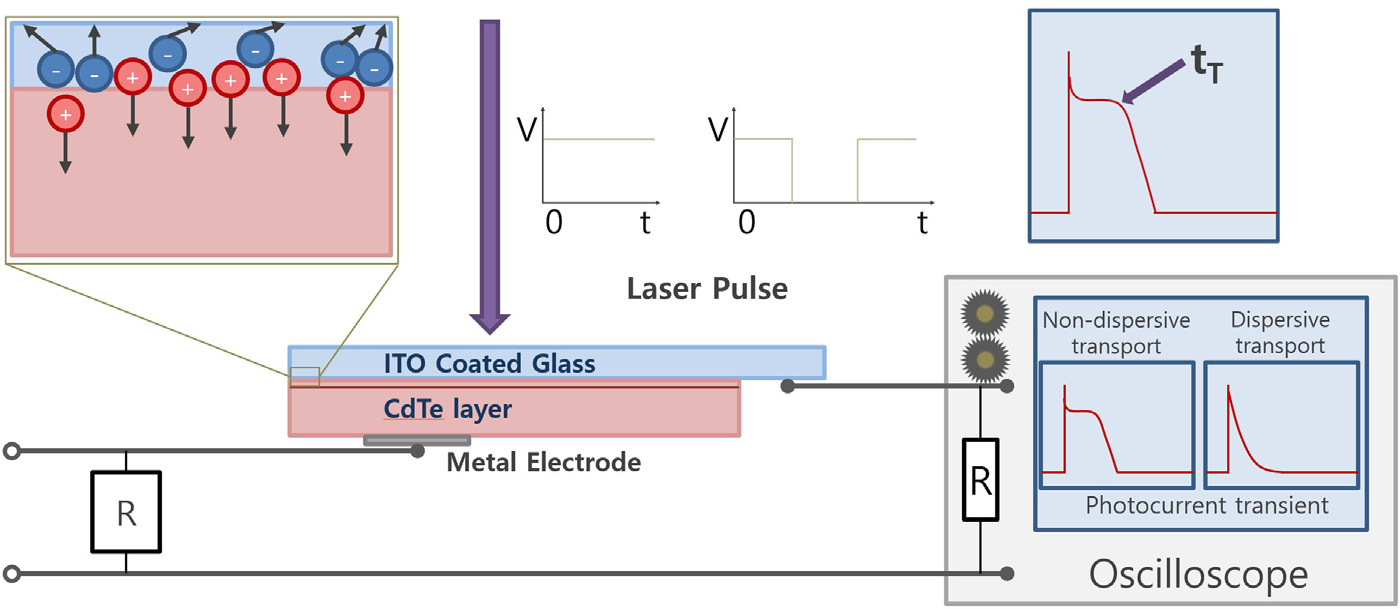 - - - - - - -
+ + + + + + +
V
0 t
V
0 t
tT
Laser Pulse
ITO Coated Glass
CdTe layer
Metal Electrode
R
R
Non-dispersive
transport
Dispersive
transport
Photocurrent transient
Oscilloscope